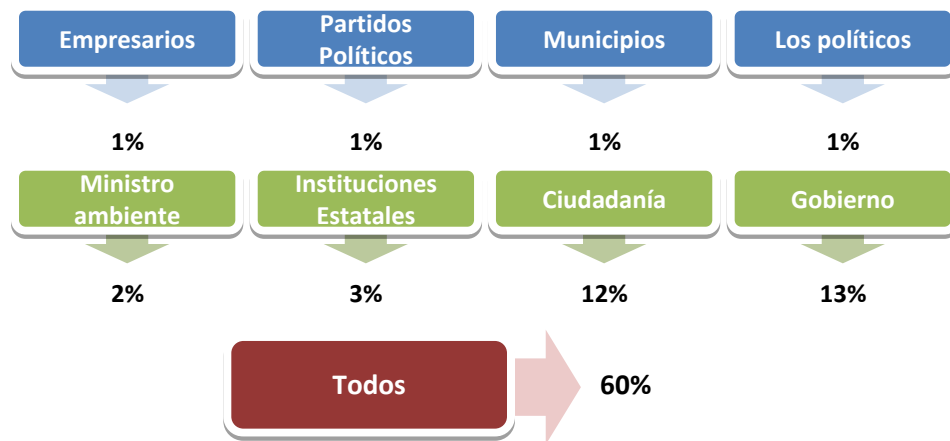 Empresarios
Partidos
Políticos
Municipios
Los políticos
1%
1%
1%
1%
Ministro
ambiente
Instituciones
Estatales
Ciudadanía
Gobierno
2%
3%
12%
13%
Todos
60%